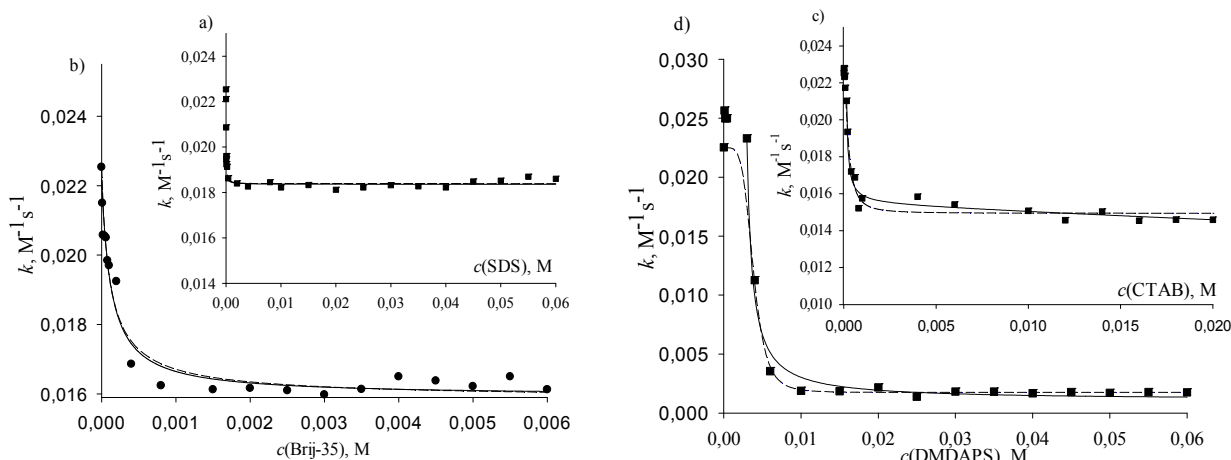 a)
0,024
0,022
0,020
0,018
0,016
0,014
k, M⁻¹s⁻¹
0,00 0,01 0,02 0,03 0,04 0,05 0,06
c(SDS), M
b)
0,024
0,022
0,020
0,018
0,016
k, M⁻¹s⁻¹
0,000 0,001 0,002 0,003 0,004 0,005 0,006
c(Brij-35), M
c)
0,024
0,022
0,020
0,018
0,016
0,014
0,012
0,010
k, M⁻¹s⁻¹
0,000 0,005 0,010 0,015 0,020
c(CTAB), M
d)
0,030
0,025
0,020
0,015
0,010
0,005
0,000
k, M⁻¹s⁻¹
0,00 0,01 0,02 0,03 0,04 0,05 0,06
c(DMDAPS), M